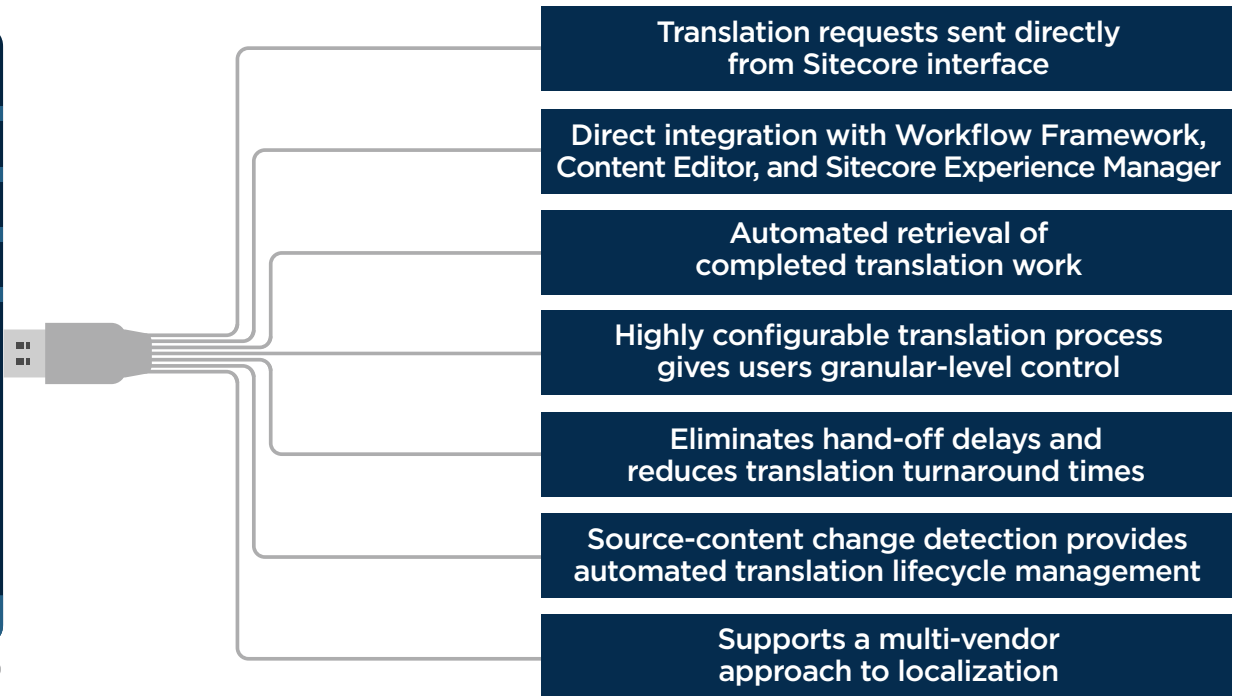 Translation requests sent directly
from Sitecore interface
Direct integration with Workflow Framework,
Content Editor, and Sitecore Experience Manager
Automated retrieval of
completed translation work
Highly configurable translation process
gives users granular-level control
Eliminates hand-off delays and
reduces translation turnaround times
Source-content change detection provides
automated translation lifecycle management
Supports a multi-vendor
approach to localization